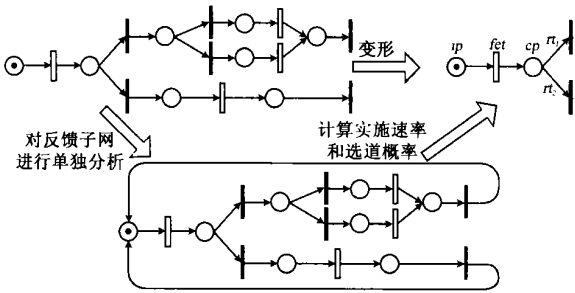 变形
ip fet cp rt₁
rt₂
对反馈子网
进行单独分析
计算实施速率
和选道概率